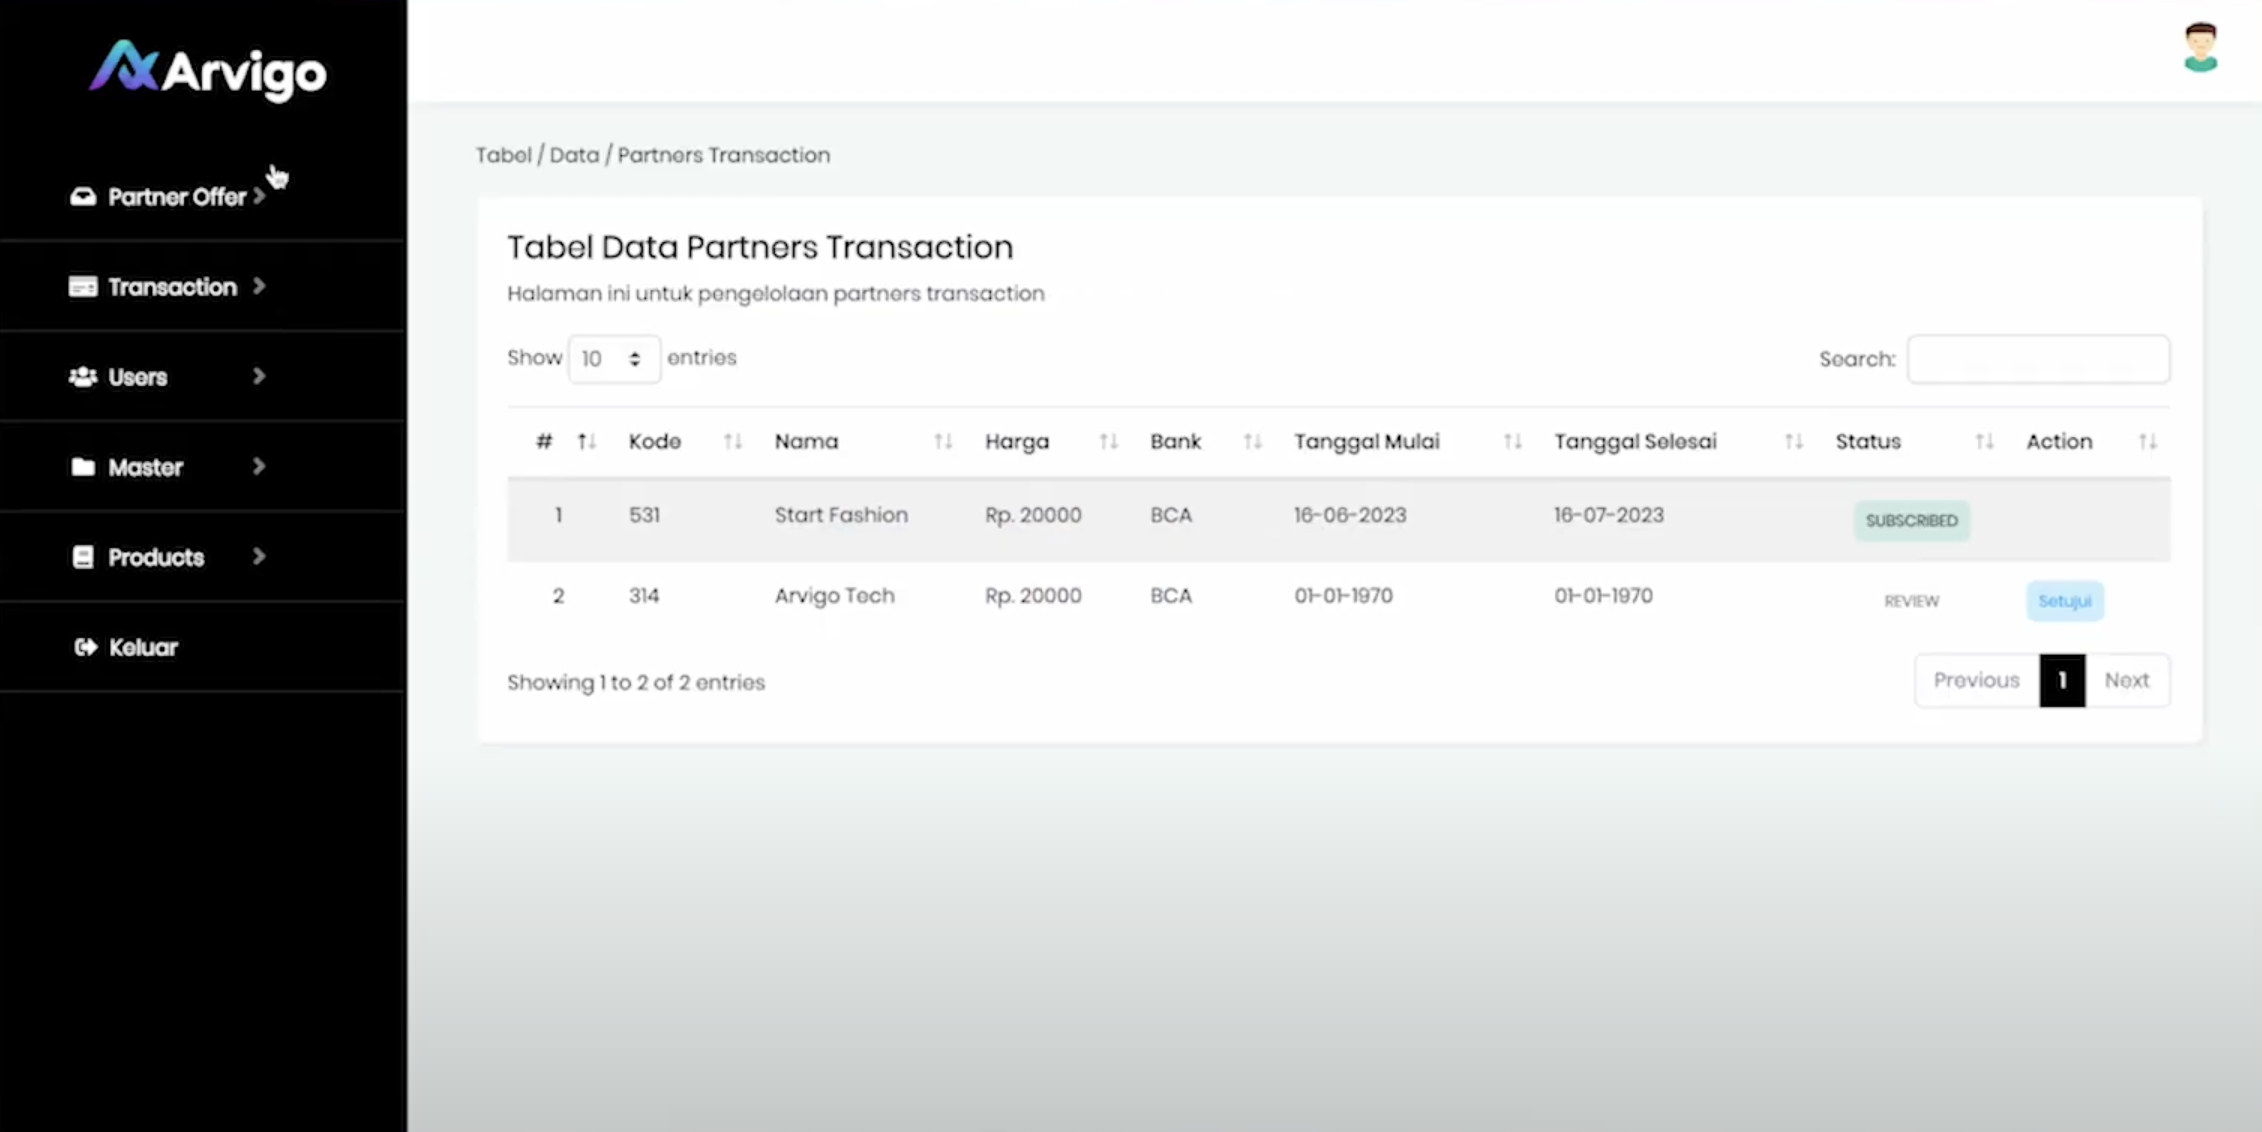 Arvigo
Partner Offer
Transaction
Users
Master
Products
Keluar
Tabel / Data / Partners Transaction
Tabel Data Partners Transaction
Halaman ini untuk pengelolaan partners transaction
Show 10 entries
Search:
# Kode Nama Harga Bank Tanggal Mulai Tanggal Selesai Status Action
1 531 Start Fashion Rp. 20000 BCA 16-06-2023 16-07-2023 SUBSCRIBED
2 314 Arvigo Tech Rp. 20000 BCA 01-01-1970 01-01-1970 REVIEW Setujui
Showing 1 to 2 of 2 entries
Previous 1 Next